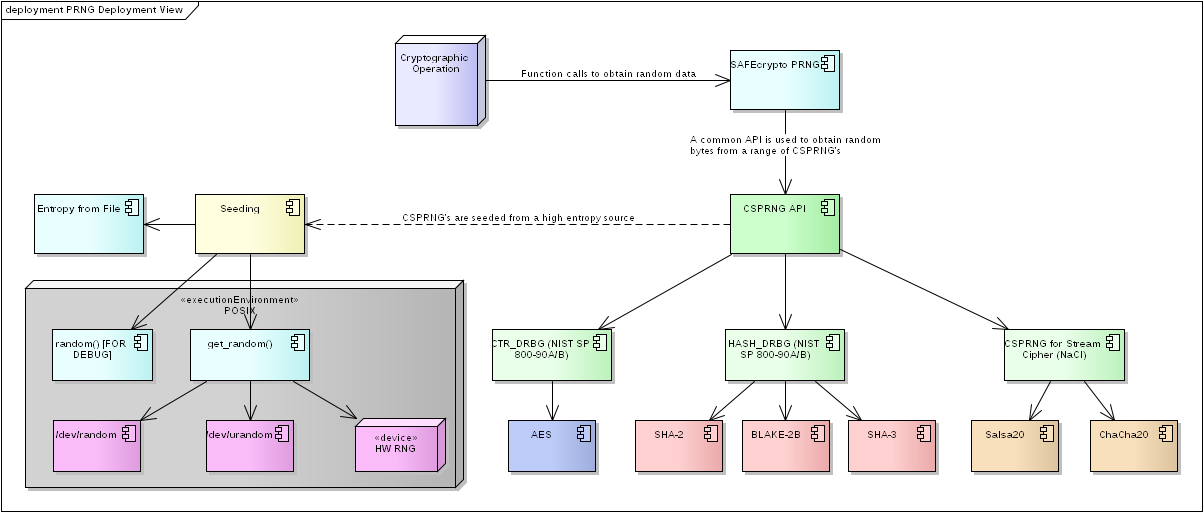 deployment PRNG Deployment View
Cryptographic
Operation
Function calls to obtain random data
SAFEcrypto PRNG
A common API is used to obtain random
bytes from a range of CSPRNG's
Entropy from File
Seeding
CSPRNG's are seeded from a high entropy source
CSPRNG API
«executionEnvironment»
POSIX
random() [FOR
DEBUG]
get_random()
CTR_DRBG (NIST SP
800-90A/B)
HASH_DRBG (NIST
SP 800-90A/B)
CSPRNG for Stream
Cipher (NaCl)
/dev/random
/dev/urandom
«device»
HW RNG
AES
SHA-2
BLAKE-2B
SHA-3
Salsa20
ChaCha20